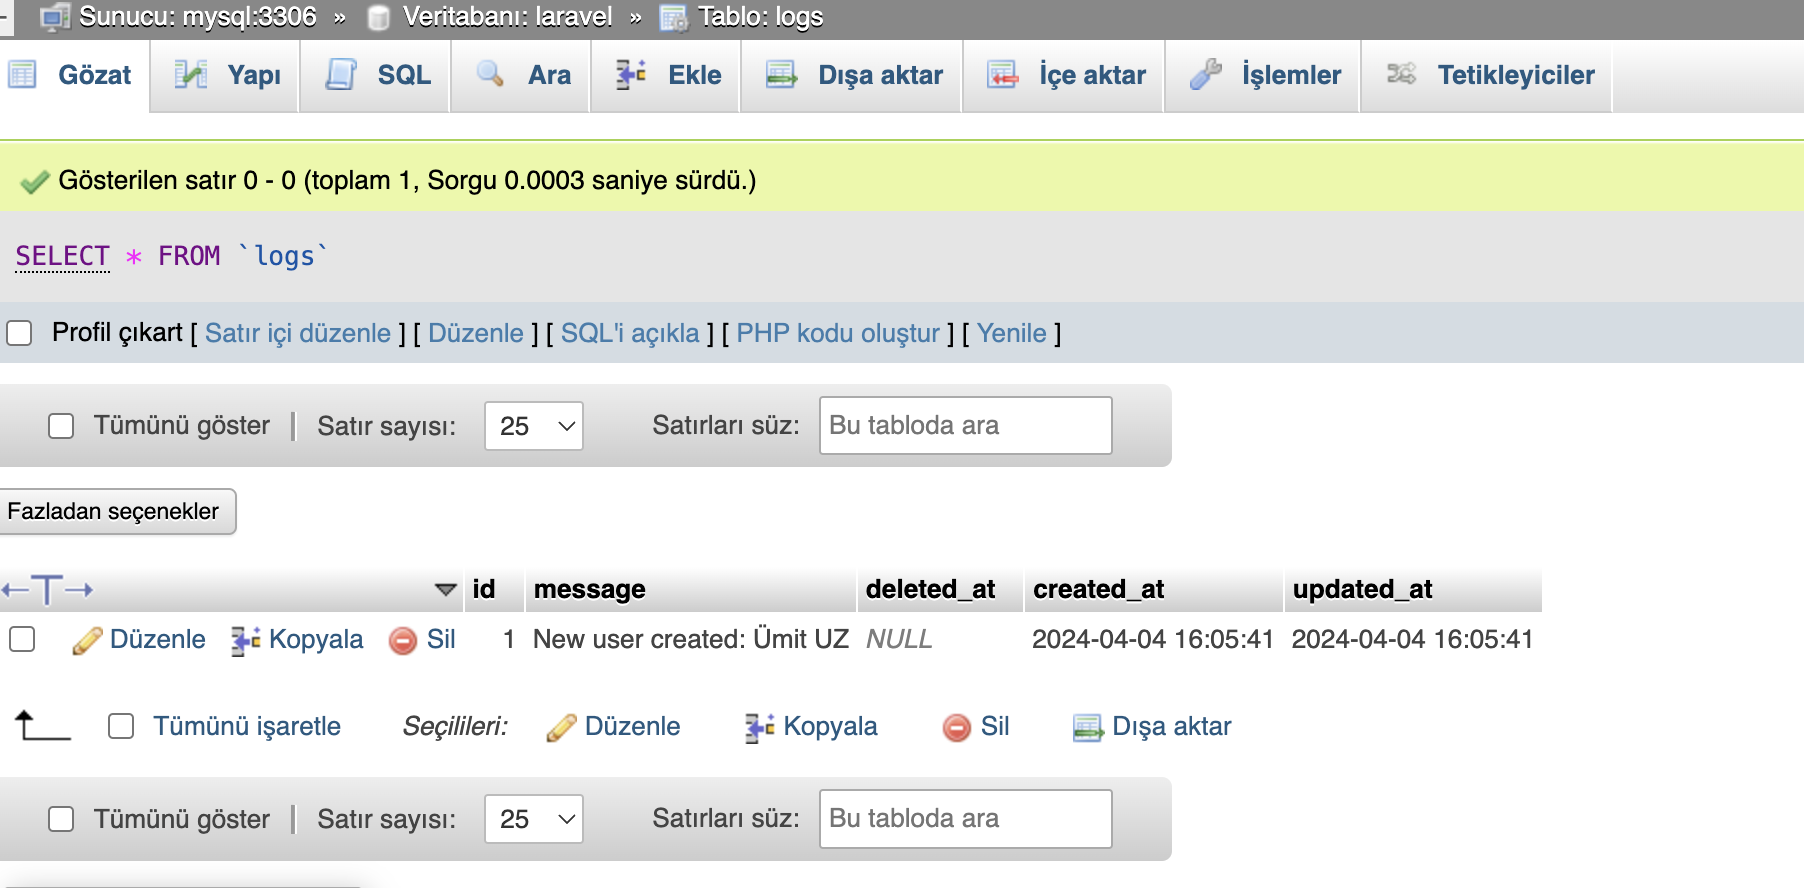 Sunucu: mysql:3306 » Veritabanı: laravel » Tablo: logs
Gözat Yapı SQL Ara Ekle Dışa aktar İçe aktar İşlemler Tetikleyiciler
Gösterilen satır 0 - 0 (toplam 1, Sorgu 0.0003 saniye sürdü.)
SELECT * FROM `logs`
Profil çıkart [ Satır içi düzenle ] [ Düzenle ] [ SQL'i açıkla ] [ PHP kodu oluştur ] [ Yenile ]
Tümünü göster | Satır sayısı: 25 Satırları süz: Bu tabloda ara
Fazladan seçenekler
←T→ id message deleted_at created_at updated_at
Düzenle Kopyala Sil 1 New user created: Ümit UZ NULL 2024-04-04 16:05:41 2024-04-04 16:05:41
Tümünü işaretle Seçilileri: Düzenle Kopyala Sil Dışa aktar
Tümünü göster | Satır sayısı: 25 Satırları süz: Bu tabloda ara